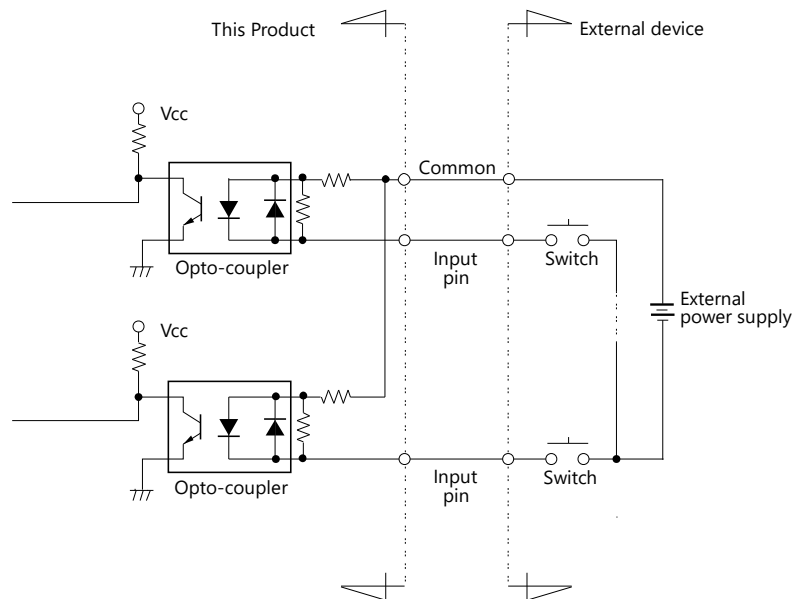 This Product
External device
Vcc
Common
Opto-coupler
Input
pin
Switch
External
power supply
Vcc
Opto-coupler
Input
pin
Switch